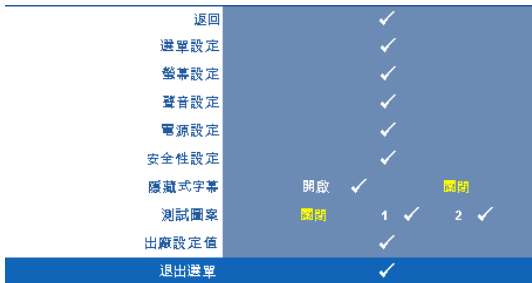 返回 ✓
選單設定 ✓
螢幕設定 ✓
聲音設定 ✓
電源設定 ✓
安全性設定 ✓
隱藏式字幕 開啟 ✓ 關閉
測試圖案 關閉 1 ✓ 2 ✓
出廠設定值 ✓
退出選單 ✓